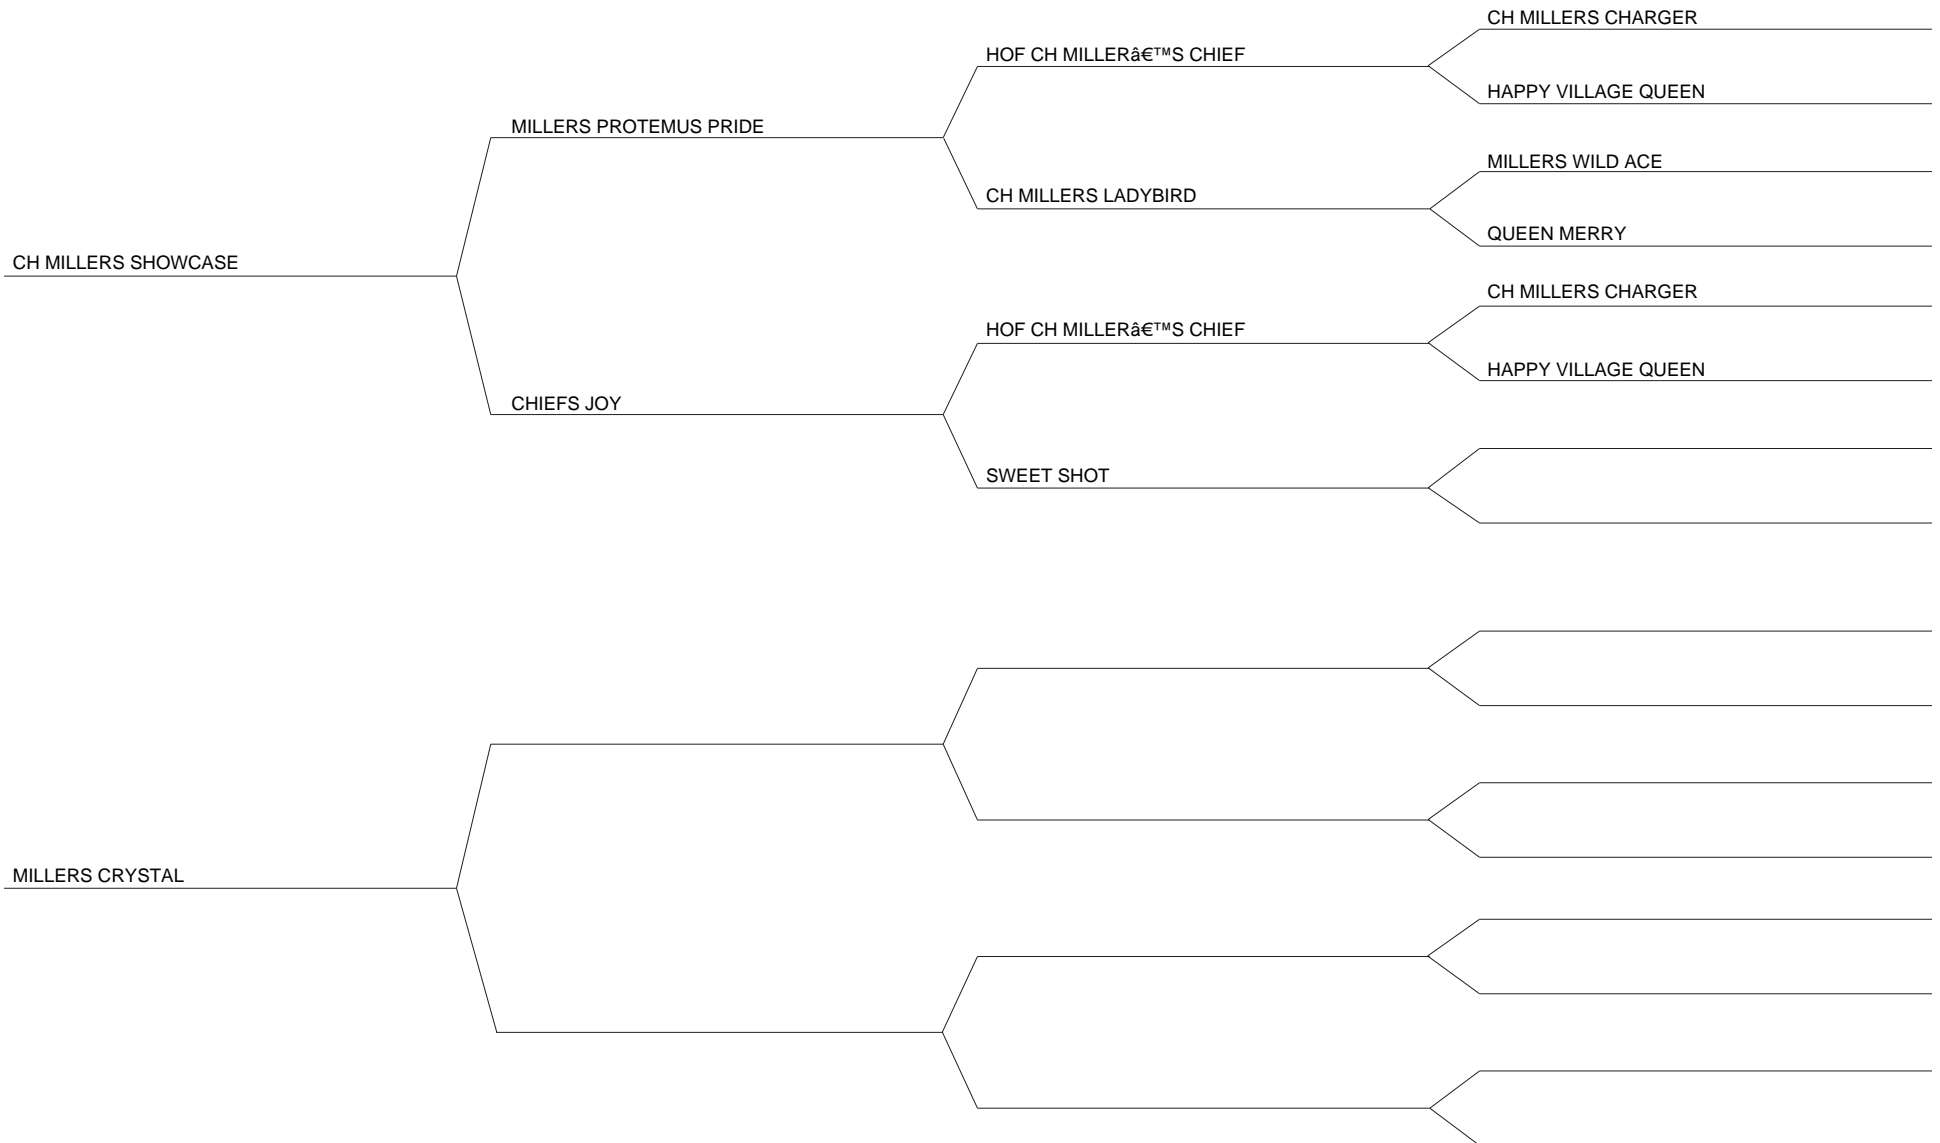 CH MILLERS CHARGER
HOF CH MILLERâ€™S CHIEF
HAPPY VILLAGE QUEEN
MILLERS PROTEMUS PRIDE
MILLERS WILD ACE
CH MILLERS LADYBIRD
QUEEN MERRY
CH MILLERS SHOWCASE
CH MILLERS CHARGER
HOF CH MILLERâ€™S CHIEF
HAPPY VILLAGE QUEEN
CHIEFS JOY
SWEET SHOT
MILLERS CRYSTAL